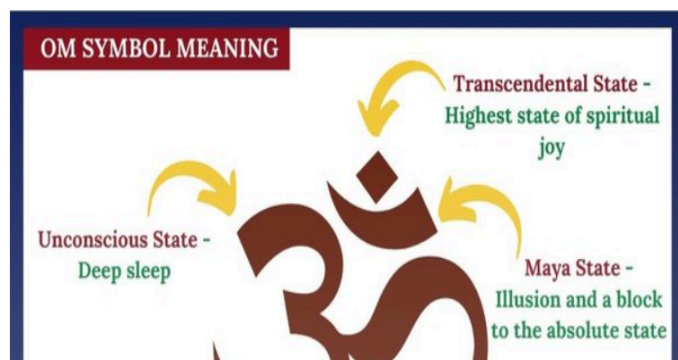 OM SYMBOL MEANING
Transcendental State -
Highest state of spiritual
joy
Unconscious State -
Deep sleep
Maya State -
Illusion and a block
to the absolute state